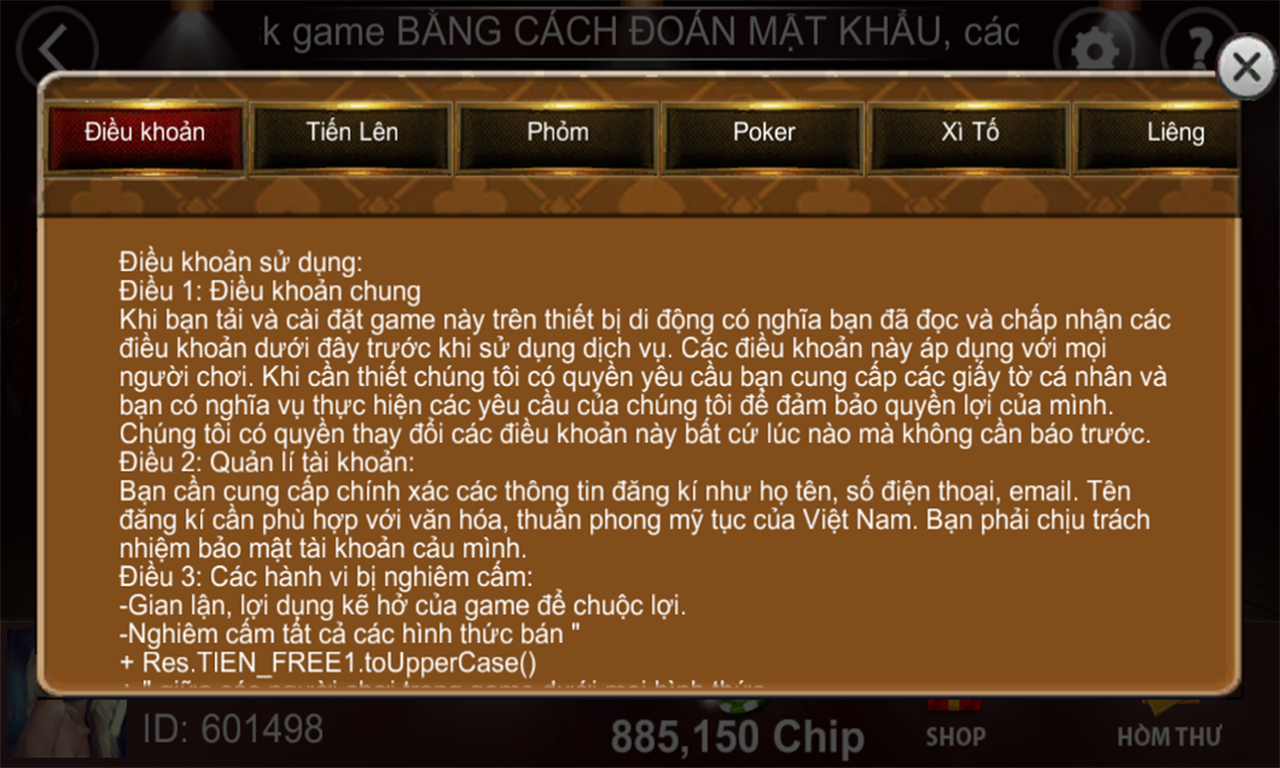 k game BẰNG CÁCH ĐOÁN MẬT KHẨU, các
?
Điều khoản
Tiến Lên
Phỏm
Poker
Xì Tố
Liêng
Điều khoản sử dụng:
Điều 1: Điều khoản chung
Khi bạn tải và cài đặt game này trên thiết bị di động có nghĩa bạn đã đọc và chấp nhận các
điều khoản dưới đây trước khi sử dụng dịch vụ. Các điều khoản này áp dụng với mọi
người chơi. Khi cần thiết chúng tôi có quyền yêu cầu bạn cung cấp các giấy tờ cá nhân và
bạn có nghĩa vụ thực hiện các yêu cầu của chúng tôi để đảm bảo quyền lợi của mình.
Chúng tôi có quyền thay đổi các điều khoản này bất cứ lúc nào mà không cần báo trước.
Điều 2: Quản lí tài khoản:
Bạn cần cung cấp chính xác các thông tin đăng kí như họ tên, số điện thoại, email. Tên
đăng kí cần phù hợp với văn hóa, thuần phong mỹ tục của Việt Nam. Bạn phải chịu trách
nhiệm bảo mật tài khoản cảu mình.
Điều 3: Các hành vi bị nghiêm cấm:
-Gian lận, lợi dụng kẽ hở của game để chuộc lợi.
-Nghiêm cấm tất cả các hình thức bán "
+ Res.TIEN_FREE1.toUpperCase()
+ " giữa các người chơi trong game dưới mọi hình thức
ID: 601498
885,150 Chip
SHOP
HÒM THƯ